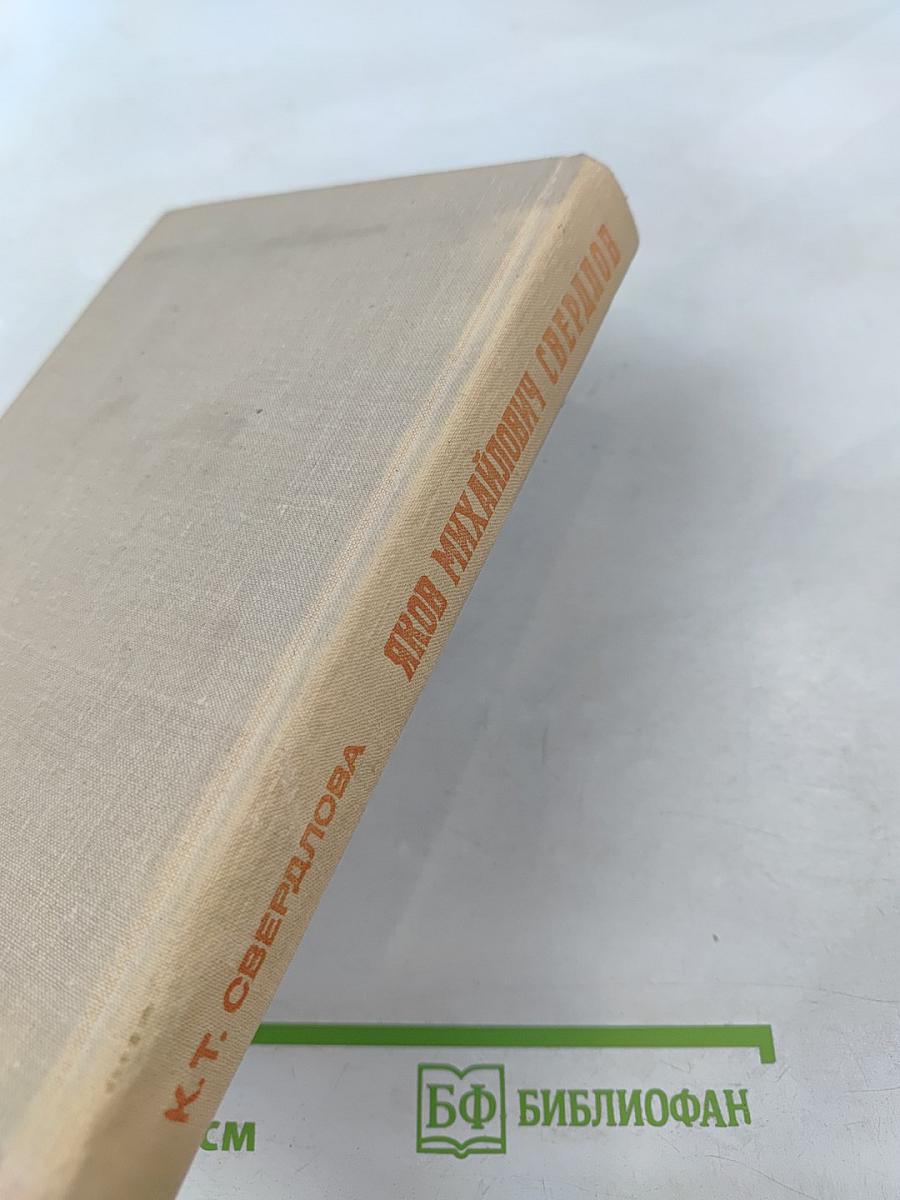 К.Т. СВЕРДЛОВА
ЯКОВ МИХАЙЛОВИЧ СВЕРДЛОВ
см
БФ БИБЛИОФАН